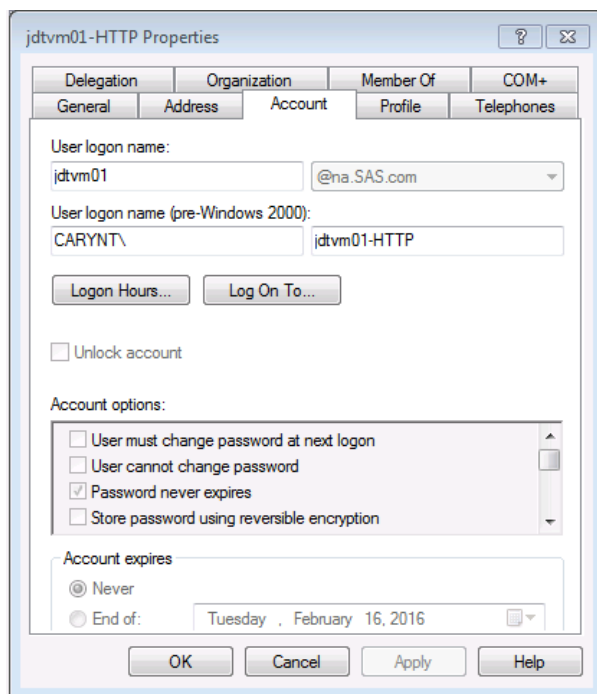 jdtvm01-HTTP Properties
Delegation Organization Member Of COM+
General Address Account Profile Telephones
User logon name:
jdtvm01 @na.SAS.com
User logon name (pre-Windows 2000):
CARYNT\ jdtvm01-HTTP
Logon Hours... Log On To...
Unlock account
Account options:
User must change password at next logon
User cannot change password
Password never expires
Store password using reversible encryption
Account expires
Never
End of: Tuesday , February 16, 2016
OK Cancel Apply Help